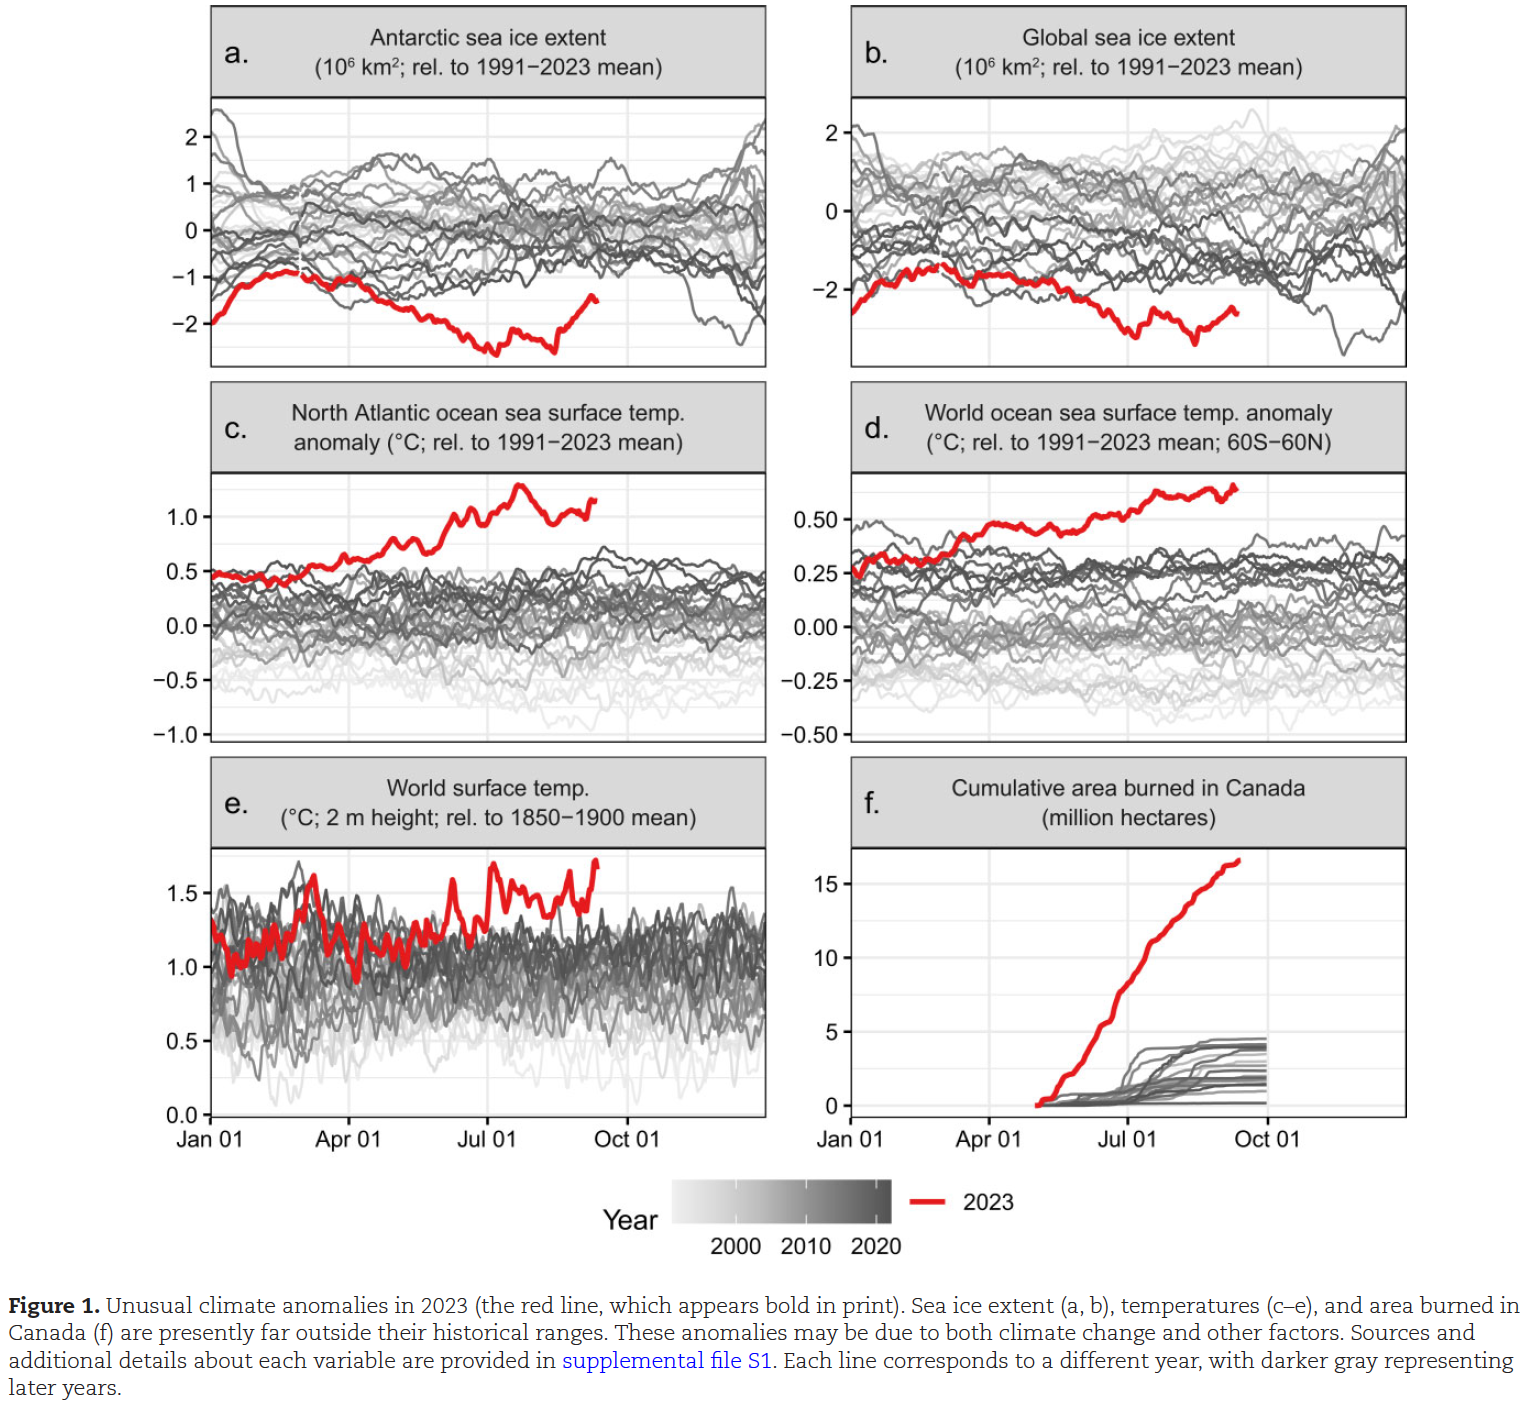 a.
Antarctic sea ice extent
(10⁶ km²; rel. to 1991−2023 mean)
2
1
0
−1
−2
b.
Global sea ice extent
(10⁶ km²; rel. to 1991−2023 mean)
2
0
−2
c.
North Atlantic ocean sea surface temp.
anomaly (°C; rel. to 1991−2023 mean)
1.0
0.5
0.0
−0.5
−1.0
d.
World ocean sea surface temp. anomaly
(°C; rel. to 1991−2023 mean; 60S−60N)
0.50
0.25
0.00
−0.25
−0.50
e.
World surface temp.
(°C; 2 m height; rel. to 1850−1900 mean)
1.5
1.0
0.5
0.0
Jan 01 Apr 01 Jul 01 Oct 01
f.
Cumulative area burned in Canada
(million hectares)
15
10
5
0
Jan 01 Apr 01 Jul 01 Oct 01
Year
2000 2010 2020
2023
Figure 1. Unusual climate anomalies in 2023 (the red line, which appears bold in print). Sea ice extent (a, b), temperatures (c–e), and area burned in
Canada (f) are presently far outside their historical ranges. These anomalies may be due to both climate change and other factors. Sources and
additional details about each variable are provided in supplemental file S1. Each line corresponds to a different year, with darker gray representing
later years.